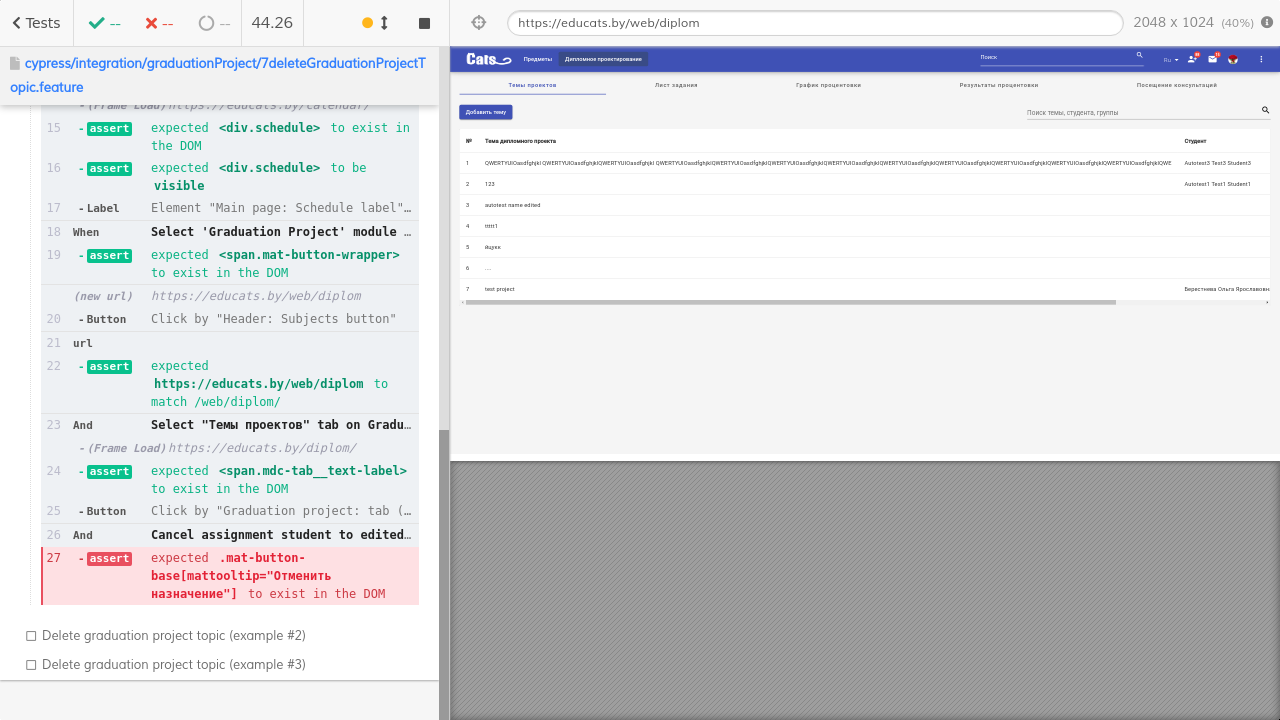 Tests
--
--
--
44.26
https://educats.by/web/diplom
2048 x 1024 (40%)
cypress/integration/graduationProject/7deleteGraduationProjectT
opic.feature
- (Frame Load) https://educats.by/calendar/
15 - assert expected <div.schedule> to exist in
the DOM
16 - assert expected <div.schedule> to be
visible
17 - Label Element "Main page: Schedule label"…
18 When Select 'Graduation Project' module …
19 - assert expected <span.mat-button-wrapper>
to exist in the DOM
(new url) https://educats.by/web/diplom
20 - Button Click by "Header: Subjects button"
21 url
22 - assert expected
https://educats.by/web/diplom to
match /web/diplom/
23 And Select "Темы проектов" tab on Gradu…
- (Frame Load) https://educats.by/diplom/
24 - assert expected <span.mdc-tab__text-label>
to exist in the DOM
25 - Button Click by "Graduation project: tab (…
26 And Cancel assignment student to edited…
27 - assert expected .mat-button-
base[mattooltip="Отменить
назначение"] to exist in the DOM
Delete graduation project topic (example #2)
Delete graduation project topic (example #3)
Cats
Предметы
Дипломное проектирование
Поиск
Ru
Темы проектов
Лист задания
График процентовки
Результаты процентовки
Посещение консультаций
Добавить тему
Поиск темы, студента, группы
№ Тема дипломного проекта Студент
1 Autotest3 Test3 Student3
2 123 Autotest1 Test1 Student1
3 autotest name edited
4 ttttt1
5 йцукк
6 ...
7 test project Берестнева Ольга Ярославовн